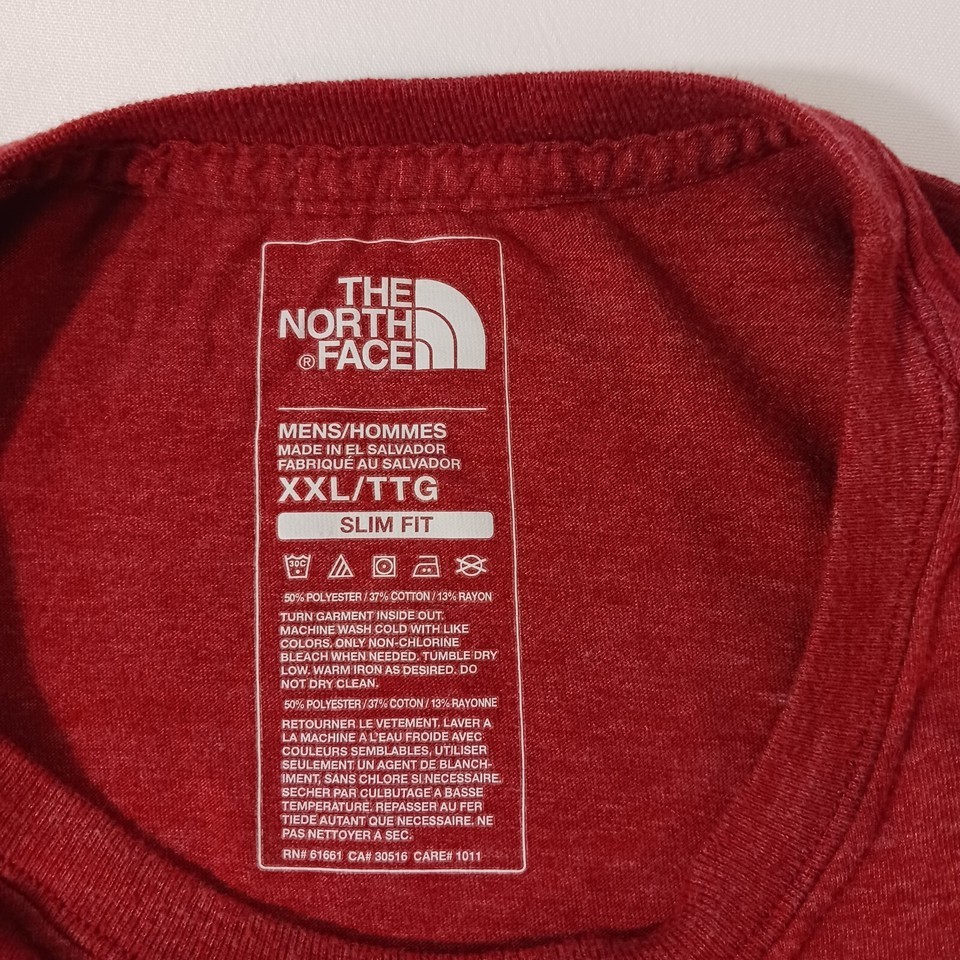 THE
NORTH
® FACE
MENS/HOMMES
MADE IN EL SALVADOR
FABRIQUÉ AU SALVADOR
XXL/TTG
SLIM FIT
30C
50% POLYESTER / 37% COTTON / 13% RAYON
TURN GARMENT INSIDE OUT.
MACHINE WASH COLD WITH LIKE
COLORS. ONLY NON-CHLORINE
BLEACH WHEN NEEDED. TUMBLE DRY
LOW. WARM IRON AS DESIRED. DO
NOT DRY CLEAN.
50% POLYESTER / 37% COTON / 13% RAYONNE
RETOURNER LE VETEMENT. LAVER A
LA MACHINE A L'EAU FROIDE AVEC
COULEURS SEMBLABLES, UTILISER
SEULEMENT UN AGENT DE BLANCH-
IMENT, SANS CHLORE SI NECESSAIRE.
SECHER PAR CULBUTAGE A BASSE
TEMPERATURE. REPASSER AU FER
TIEDE AUTANT QUE NECESSAIRE. NE
PAS NETTOYER A SEC.
RN# 61661 CA# 30516 CARE# 1011